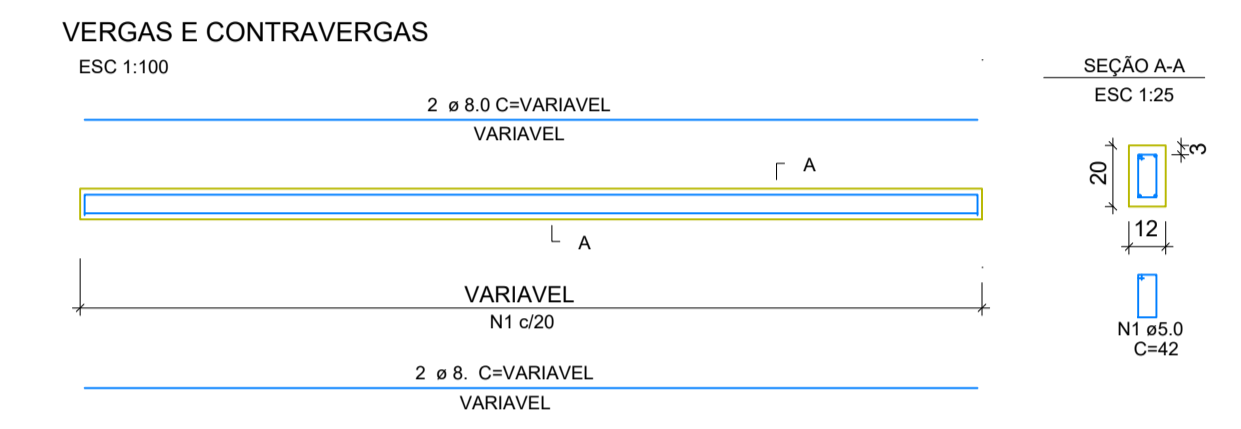 VERGAS E CONTRAVERGAS
ESC 1:100
2 ø 8.0 C=VARIAVEL
VARIAVEL
A
A
VARIAVEL
N1 c/20
2 ø 8. C=VARIAVEL
VARIAVEL
SEÇÃO A-A
ESC 1:25
3
20
12
N1 ø5.0
C=42